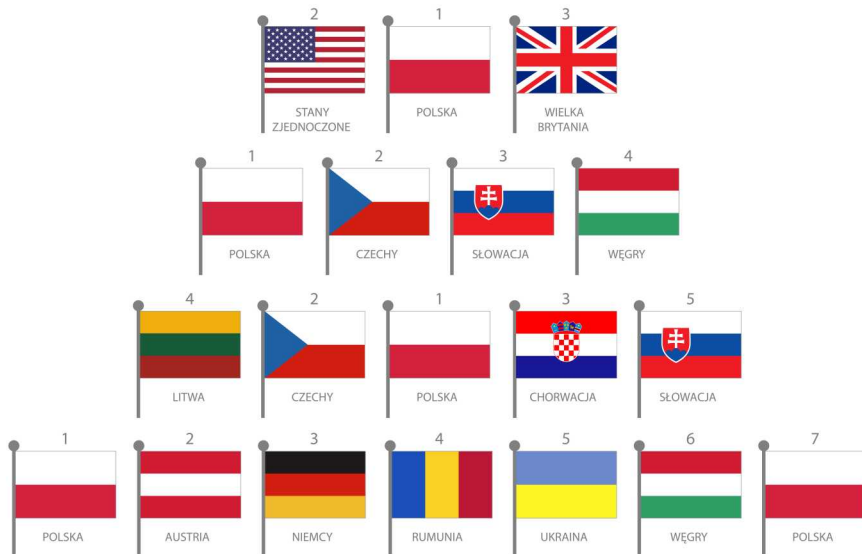 2 1 3
STANY ZJEDNOCZONE POLSKA WIELKA BRYTANIA
1 2 3 4
POLSKA CZECHY SŁOWACJA WĘGRY
4 2 1 3 5
LITWA CZECHY POLSKA CHORWACJA SŁOWACJA
1 2 3 4 5 6 7
POLSKA AUSTRIA NIEMCY RUMUNIA UKRAINA WĘGRY POLSKA